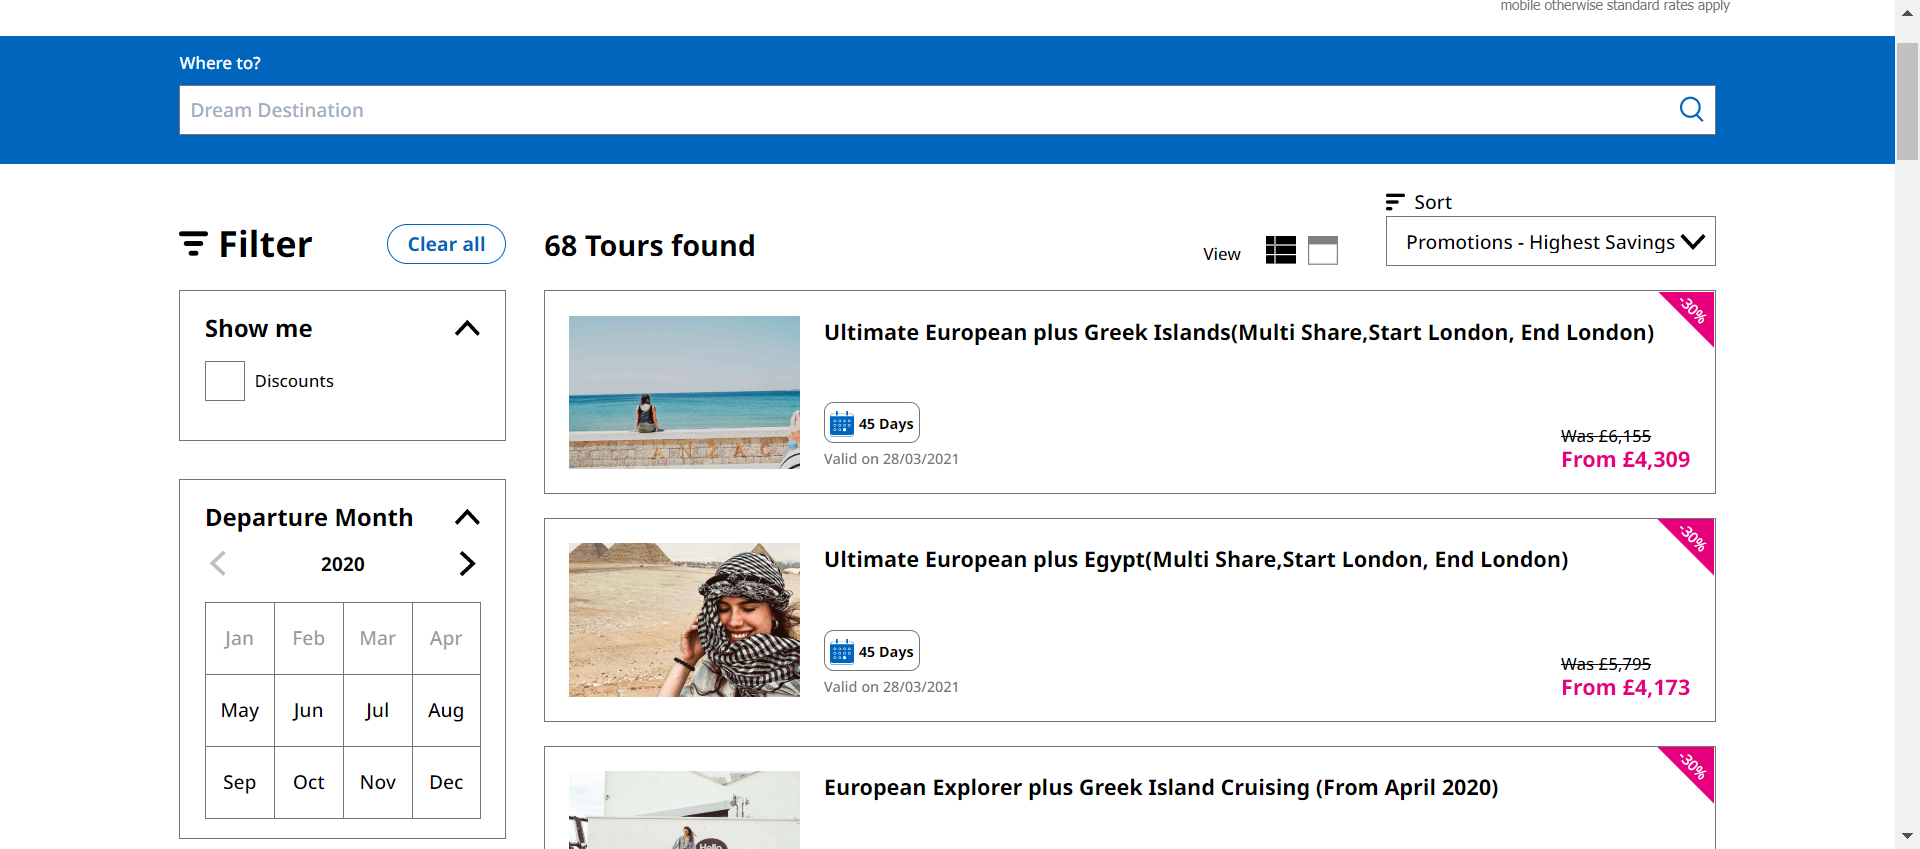 mobile otherwise standard rates apply
Where to?
Dream Destination
Filter
Clear all
68 Tours found
View
Sort
Promotions - Highest Savings
Show me
Discounts
Departure Month
2020
Jan Feb Mar Apr
May Jun Jul Aug
Sep Oct Nov Dec
-30%
Ultimate European plus Greek Islands(Multi Share,Start London, End London)
ANZAC
45 Days
Valid on 28/03/2021
Was £6,155
From £4,309
-30%
Ultimate European plus Egypt(Multi Share,Start London, End London)
45 Days
Valid on 28/03/2021
Was £5,795
From £4,173
-30%
European Explorer plus Greek Island Cruising (From April 2020)
Hello